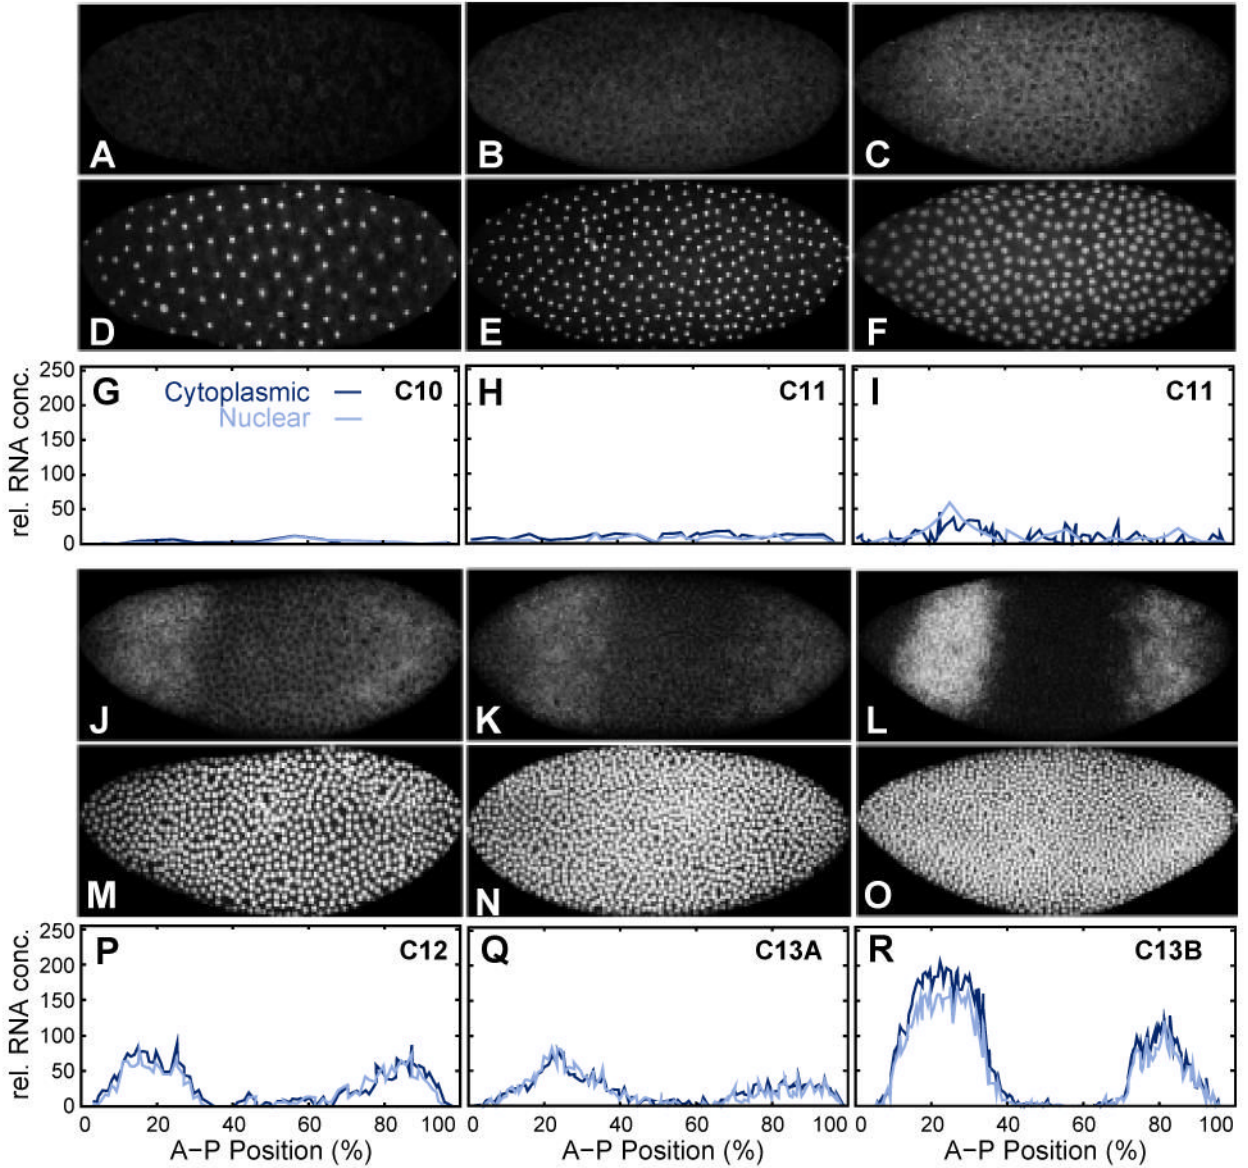 A B C
D E F
rel. RNA conc.
250
200
150
100
50
0
G Cytoplasmic C10
Nuclear
H C11
I C11
J K L
M N O
rel. RNA conc.
250
200
150
100
50
0
P C12
Q C13A
R C13B
0 20 40 60 80 100
20 40 60 80 100
20 40 60 80 100
A−P Position (%) A−P Position (%) A−P Position (%)